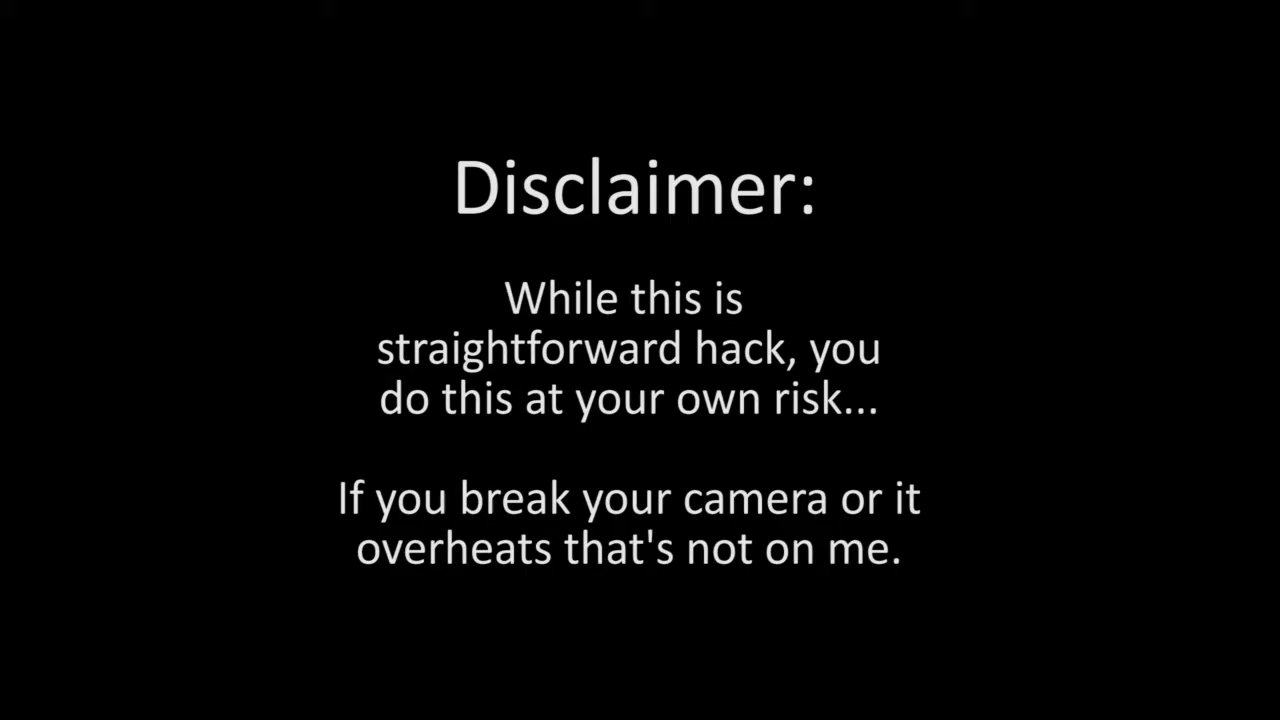 Disclaimer:
While this is
straightforward hack, you
do this at your own risk...
If you break your camera or it
overheats that's not on me.